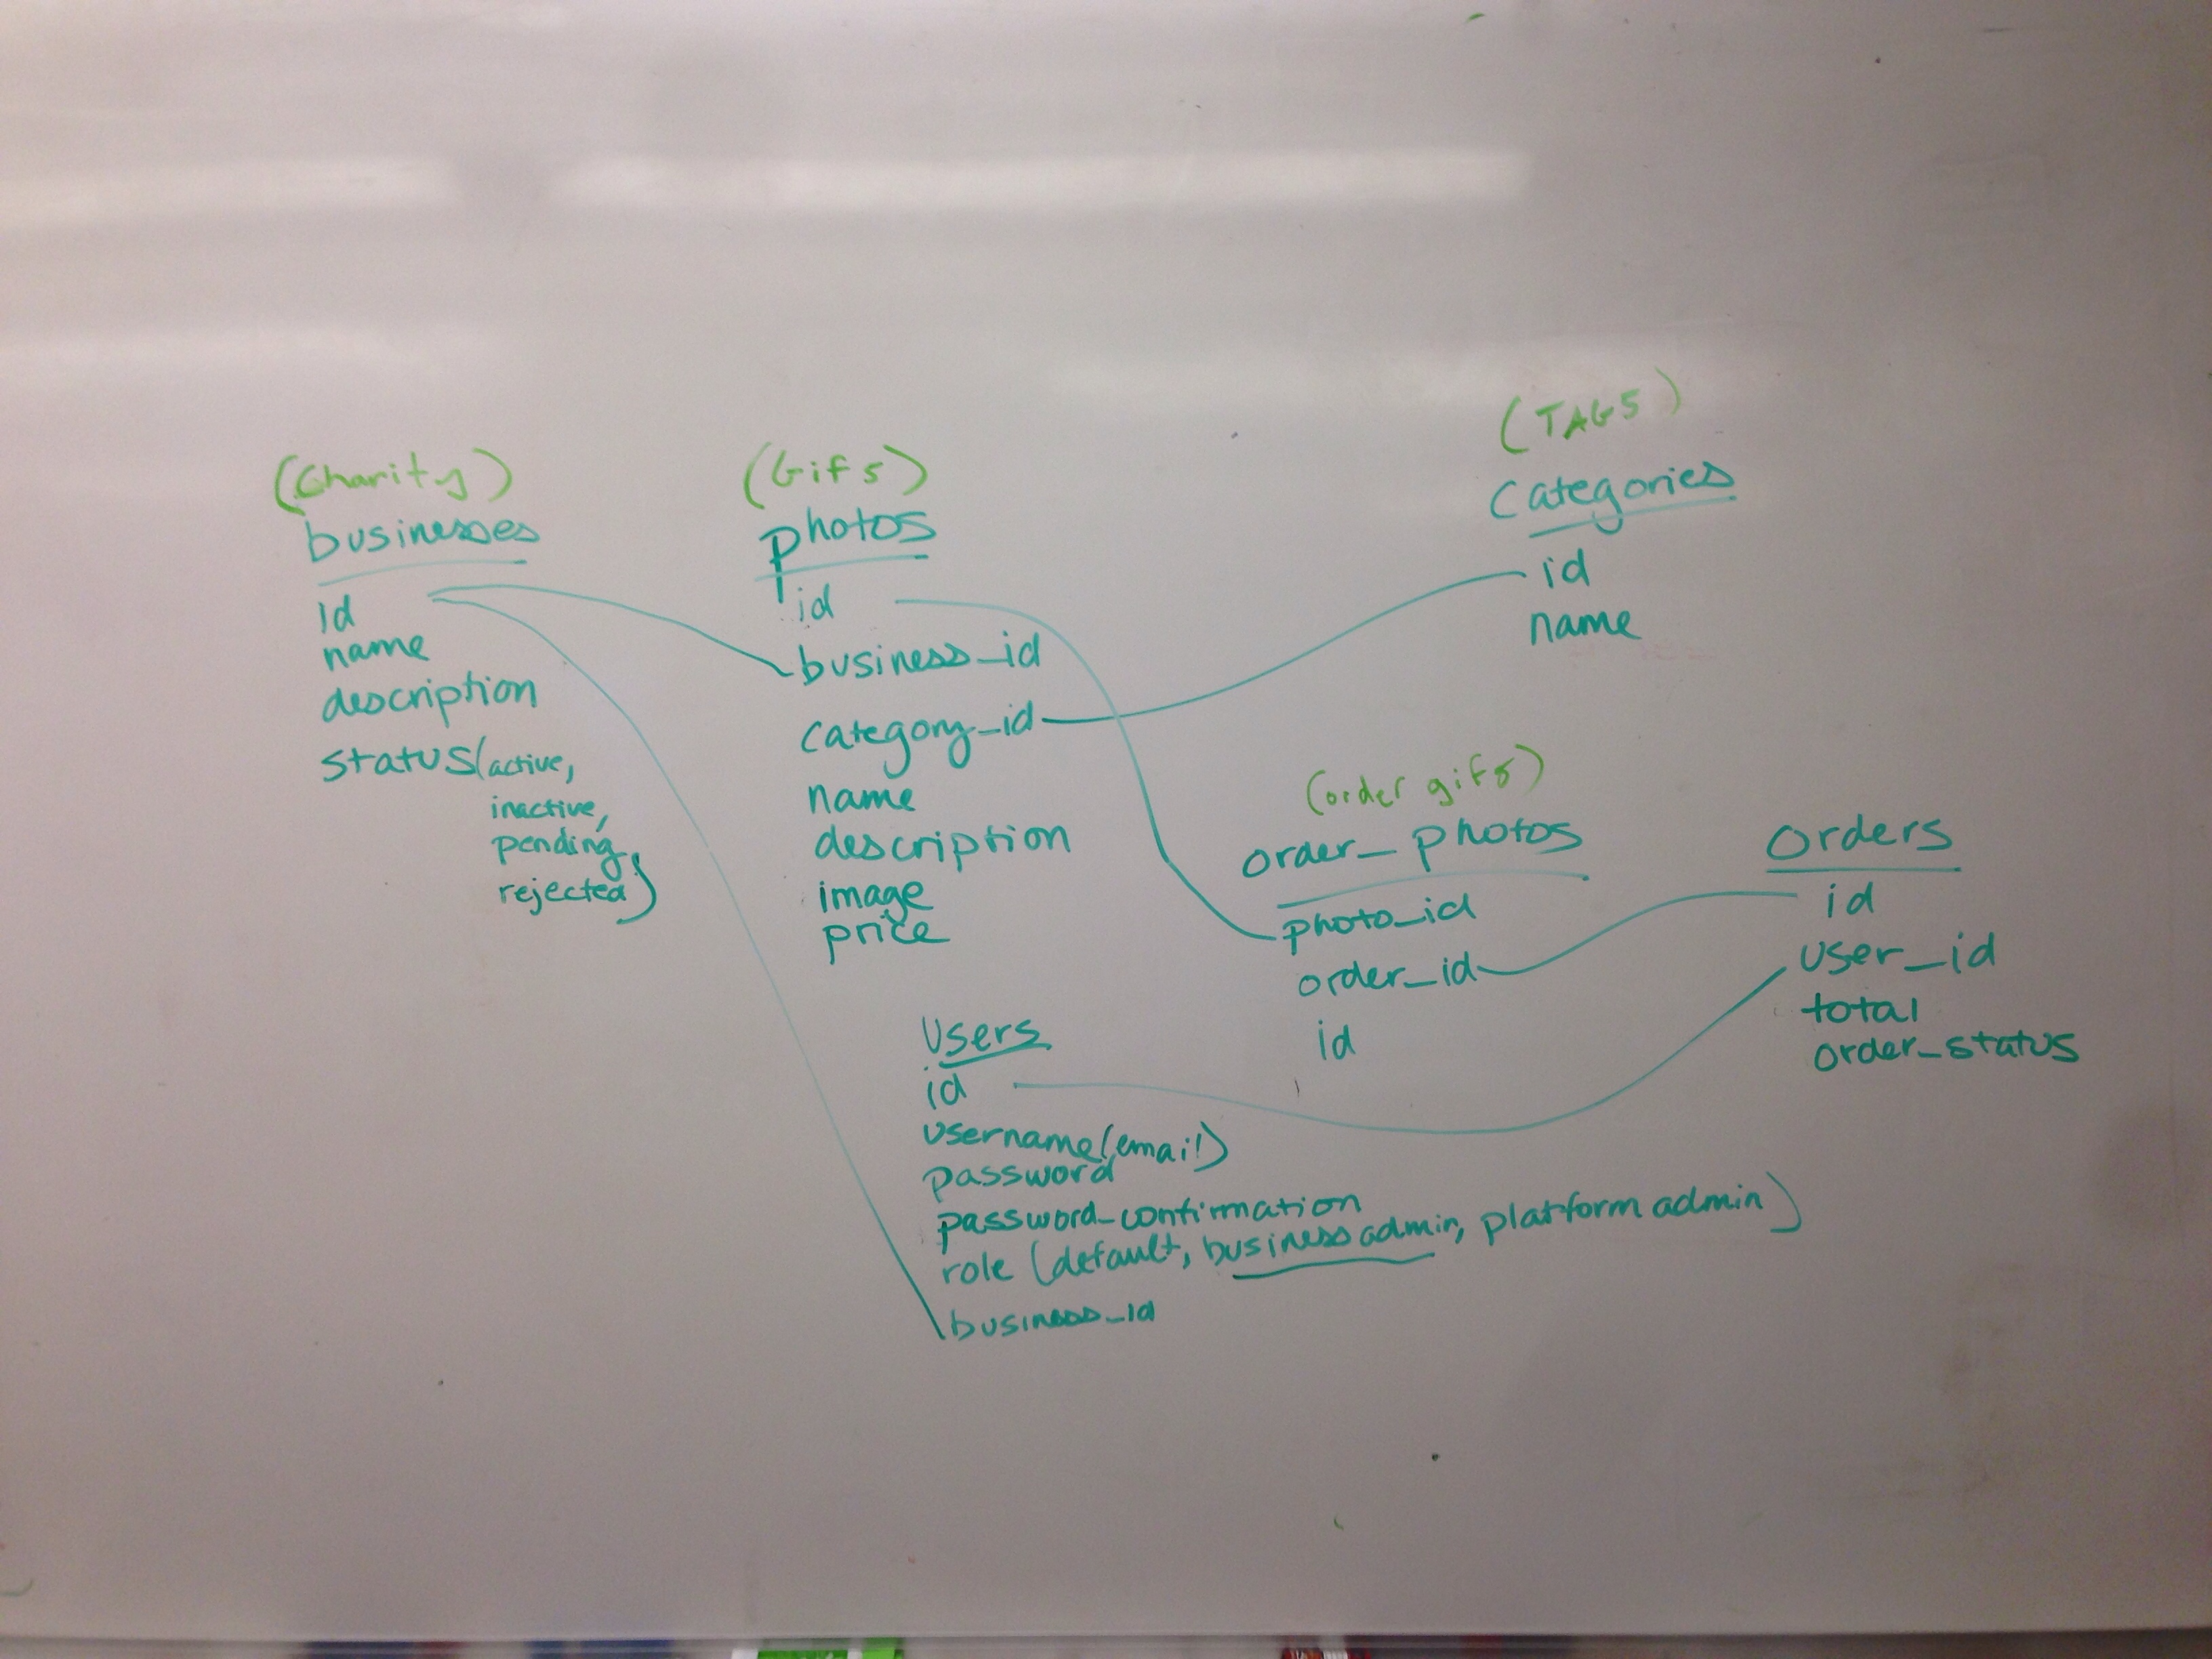 (Charity)
businesses
id
name
description
status (active,
inactive,
pending,
rejected)
(Gifs)
photos
id
business_id
category_id
name
description
image
price
(TAGS)
Categories
id
name
(order gifs)
order_photos
photo_id
order_id
id
Orders
id
user_id
total
order_status
Users
id
username (email)
password
password_confirmation
role (default, business admin, platform admin)
business_id